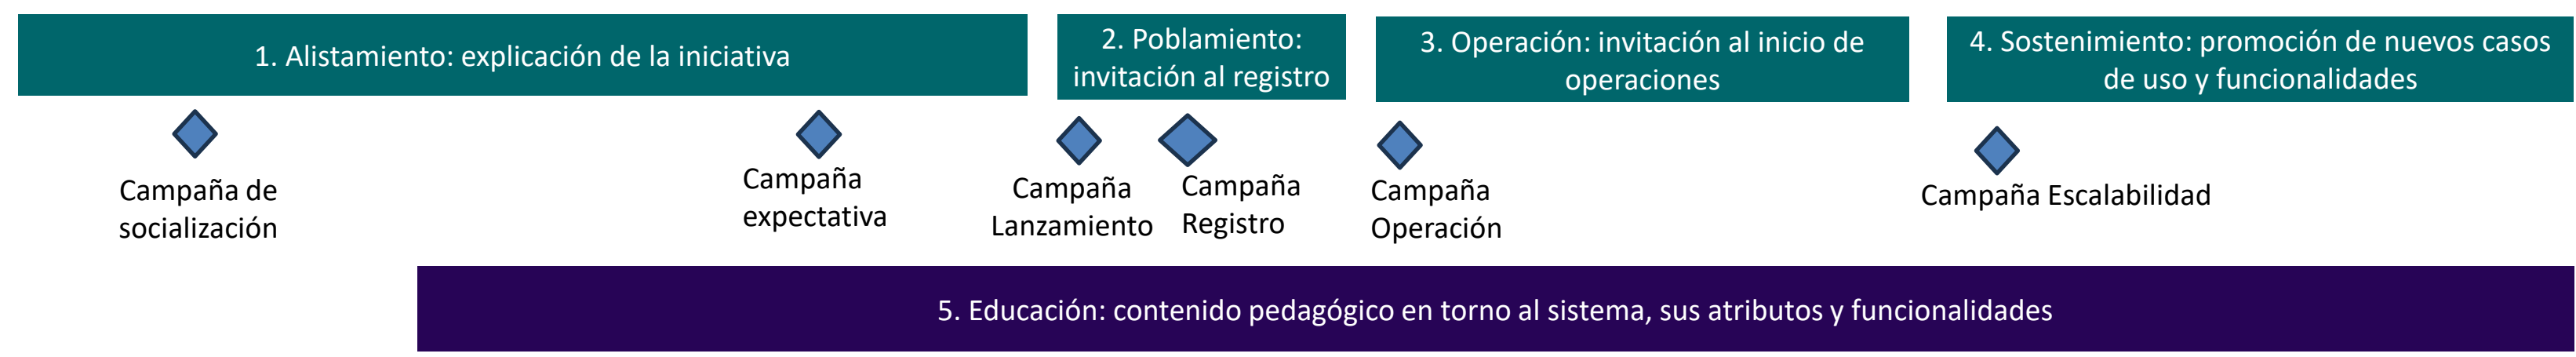 1. Alistamiento: explicación de la iniciativa
2. Poblamiento:
invitación al registro
3. Operación: invitación al inicio de
operaciones
4. Sostenimiento: promoción de nuevos casos
de uso y funcionalidades
Campaña de
socialización
Campaña
expectativa
Campaña
Lanzamiento
Campaña
Registro
Campaña
Operación
Campaña Escalabilidad
5. Educación: contenido pedagógico en torno al sistema, sus atributos y funcionalidades